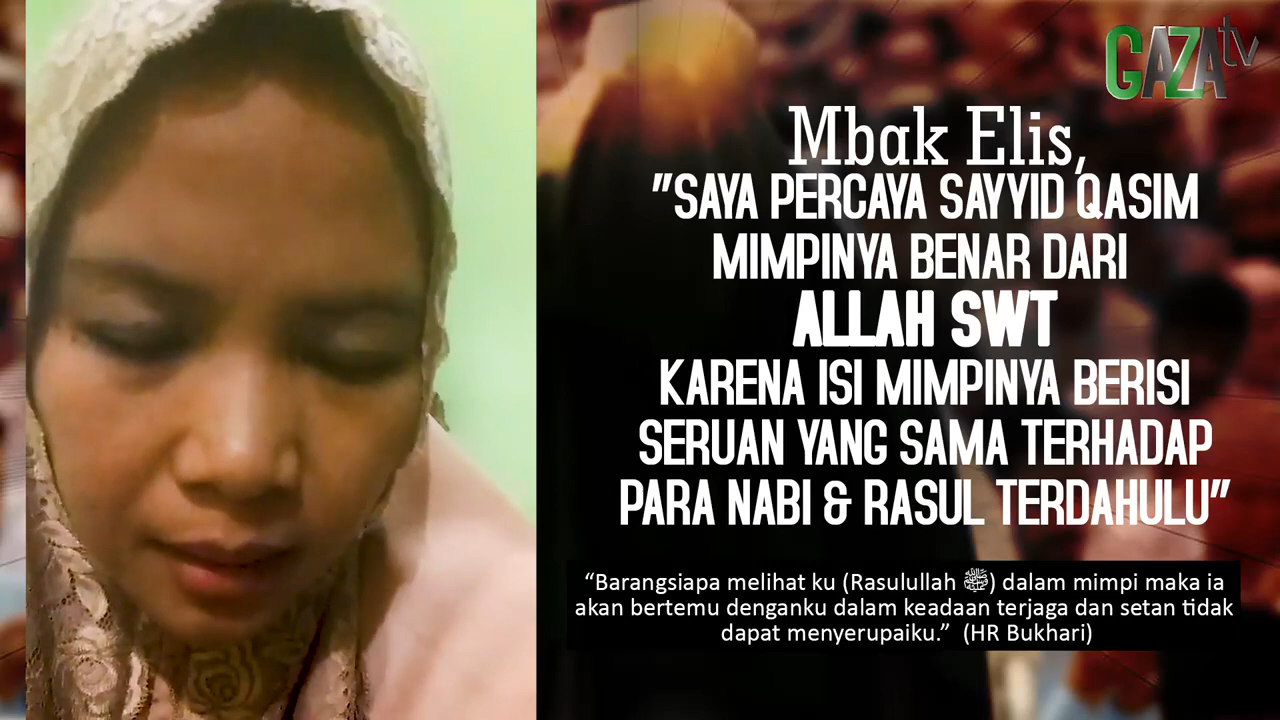 GAZAtv
Mbak Elis,
"SAYA PERCAYA SAYYID QASIM
MIMPINYA BENAR DARI
ALLAH SWT
KARENA ISI MIMPINYA BERISI
SERUAN YANG SAMA TERHADAP
PARA NABI & RASUL TERDAHULU"
“Barangsiapa melihat ku (Rasulullah ﷺ) dalam mimpi maka ia
akan bertemu denganku dalam keadaan terjaga dan setan tidak
dapat menyerupaiku.” (HR Bukhari)